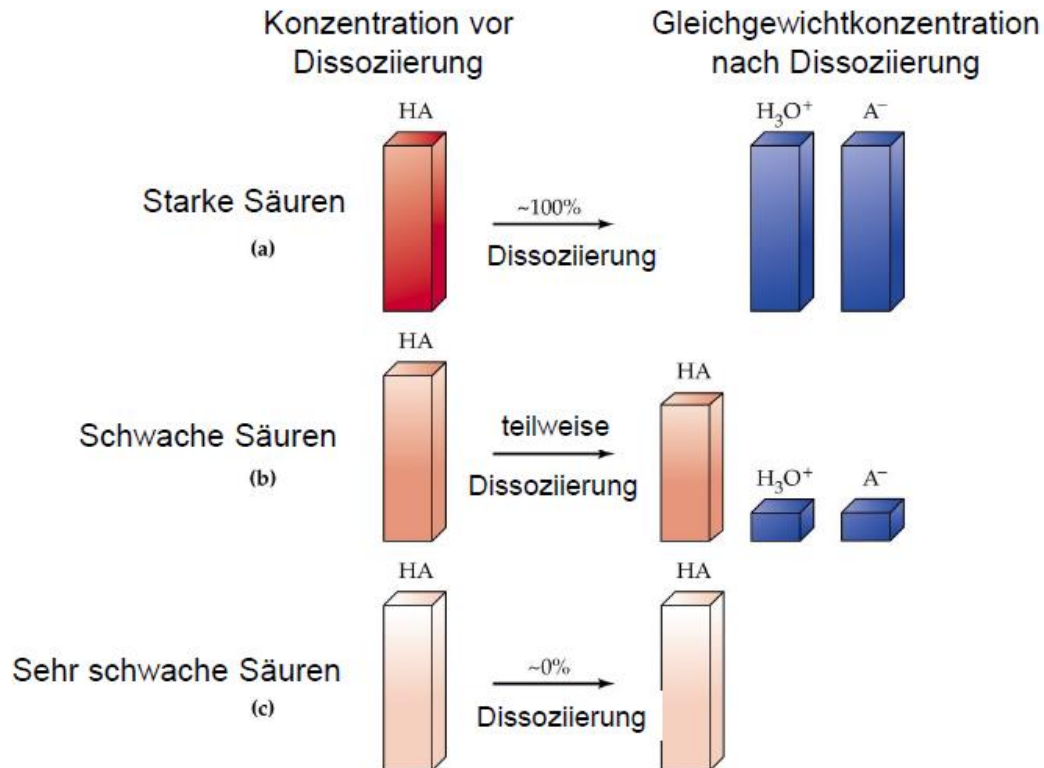 Konzentration vor
Dissoziierung
Gleichgewichtkonzentration
nach Dissoziierung
HA
H₃O⁺
A⁻
Starke Säuren
(a)
~100%
Dissoziierung
HA
HA
Schwache Säuren
(b)
teilweise
Dissoziierung
H₃O⁺
A⁻
HA
HA
Sehr schwache Säuren
(c)
~0%
Dissoziierung